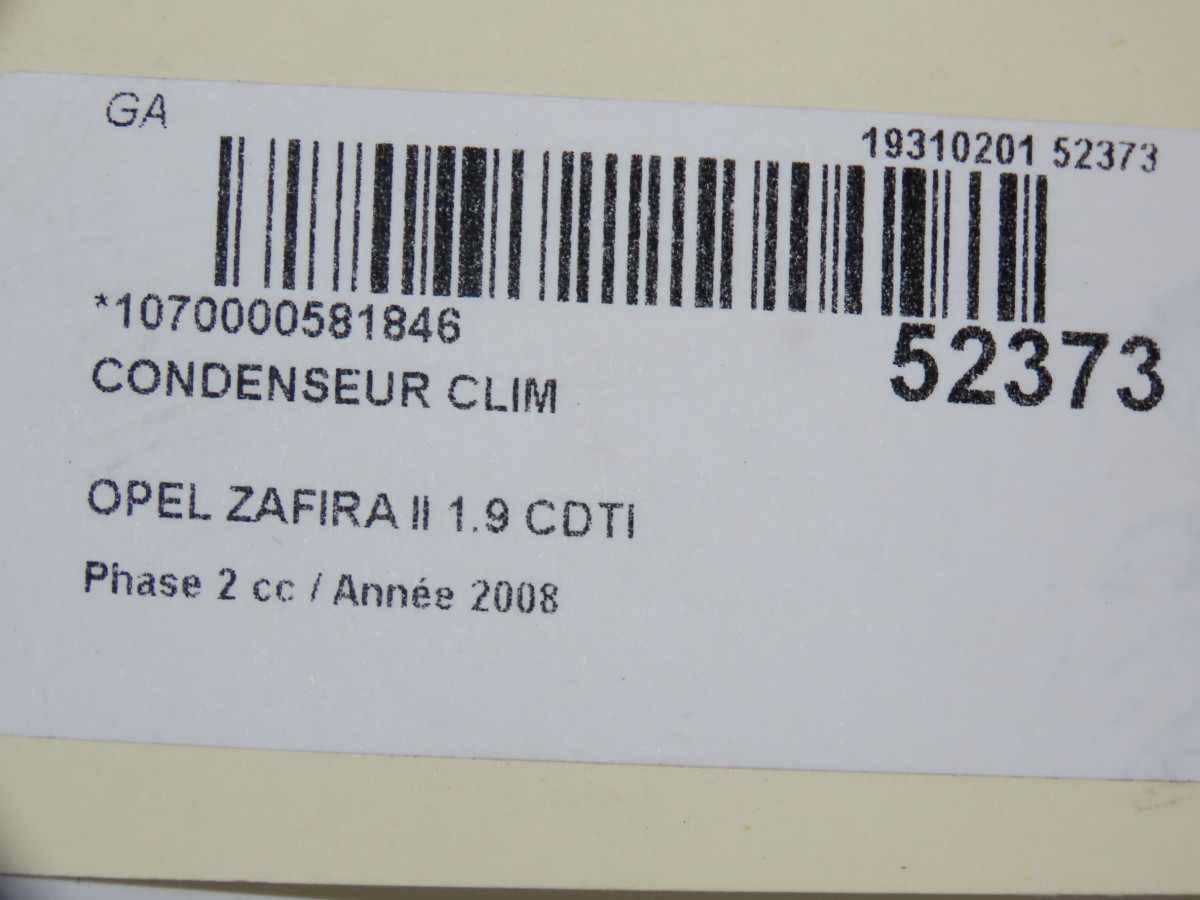 GA
19310201 52373
*1070000581846
52373
CONDENSEUR CLIM
OPEL ZAFIRA II 1.9 CDTI
Phase 2 cc / Année 2008